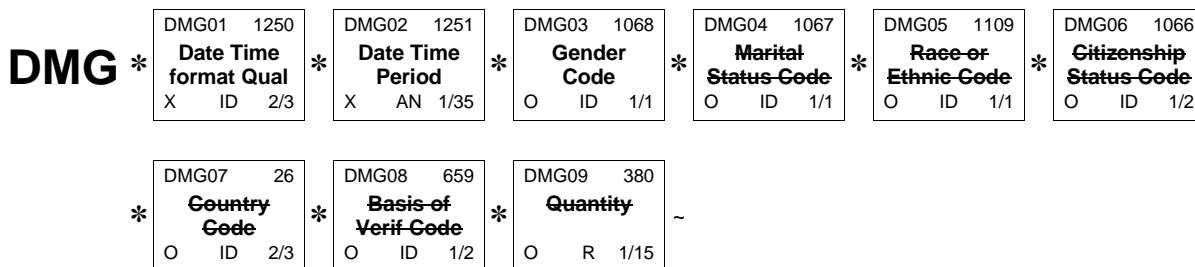 DMG01 1250 DMG02 1251 DMG03 1068 DMG04 1067 DMG05 1109 DMG06 1066
DMG * Date Time * Date Time * Gender * Marital * Race or * Citizenship
format Qual Period Code Status Code Ethnic Code Status Code
X ID 2/3 X AN 1/35 O ID 1/1 O ID 1/1 O ID 1/1 O ID 1/2
DMG07 26 DMG08 659 DMG09 380
* Country * Basis of * Quantity ~
Code Verif Code
O ID 2/3 O ID 1/2 O R 1/15